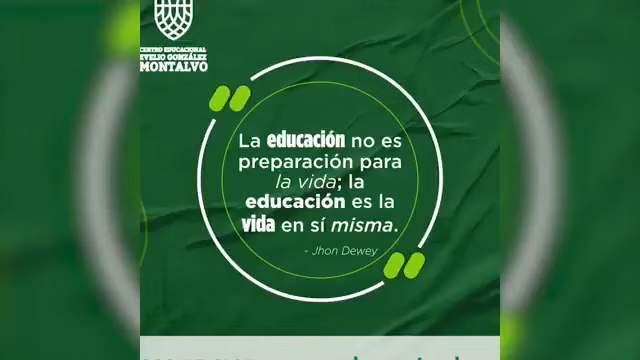 CENTRO EDUCACIONAL
EVELIO GONZÁLEZ
MONTALVO
La educación no es
preparación para
la vida; la
educación es la
vida en sí misma.
- Jhon Dewey